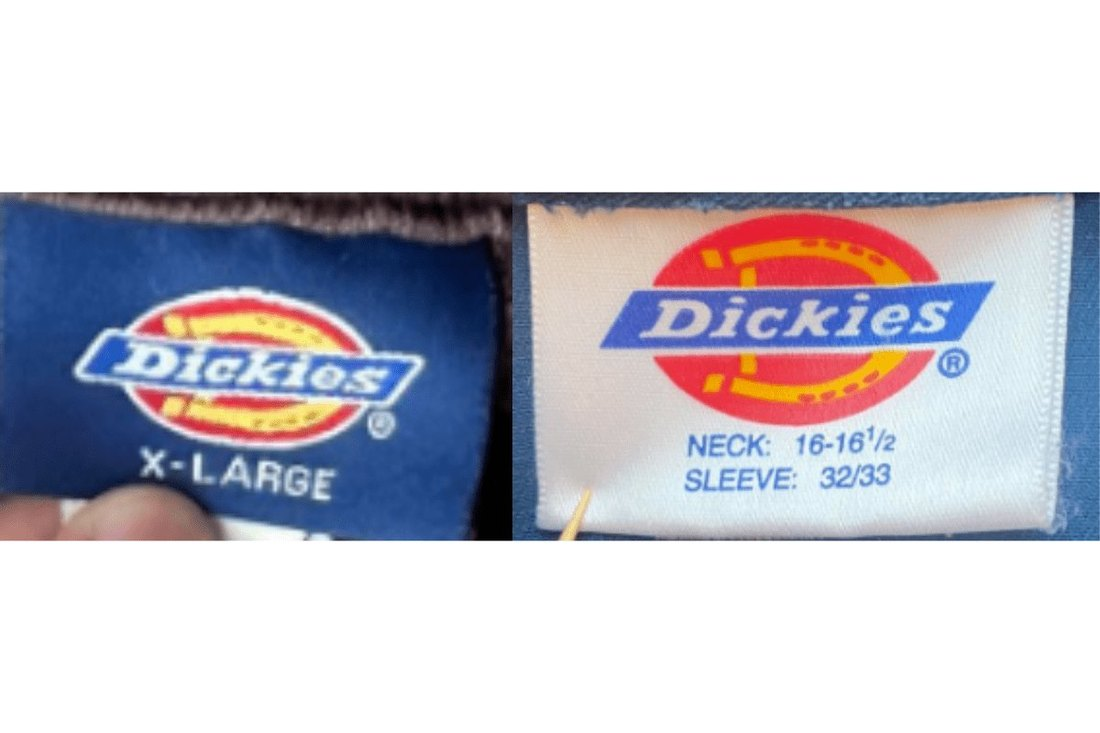 Dickies
®
X-LARGE
Dickies
®
NECK: 16-16 1/2
SLEEVE: 32/33